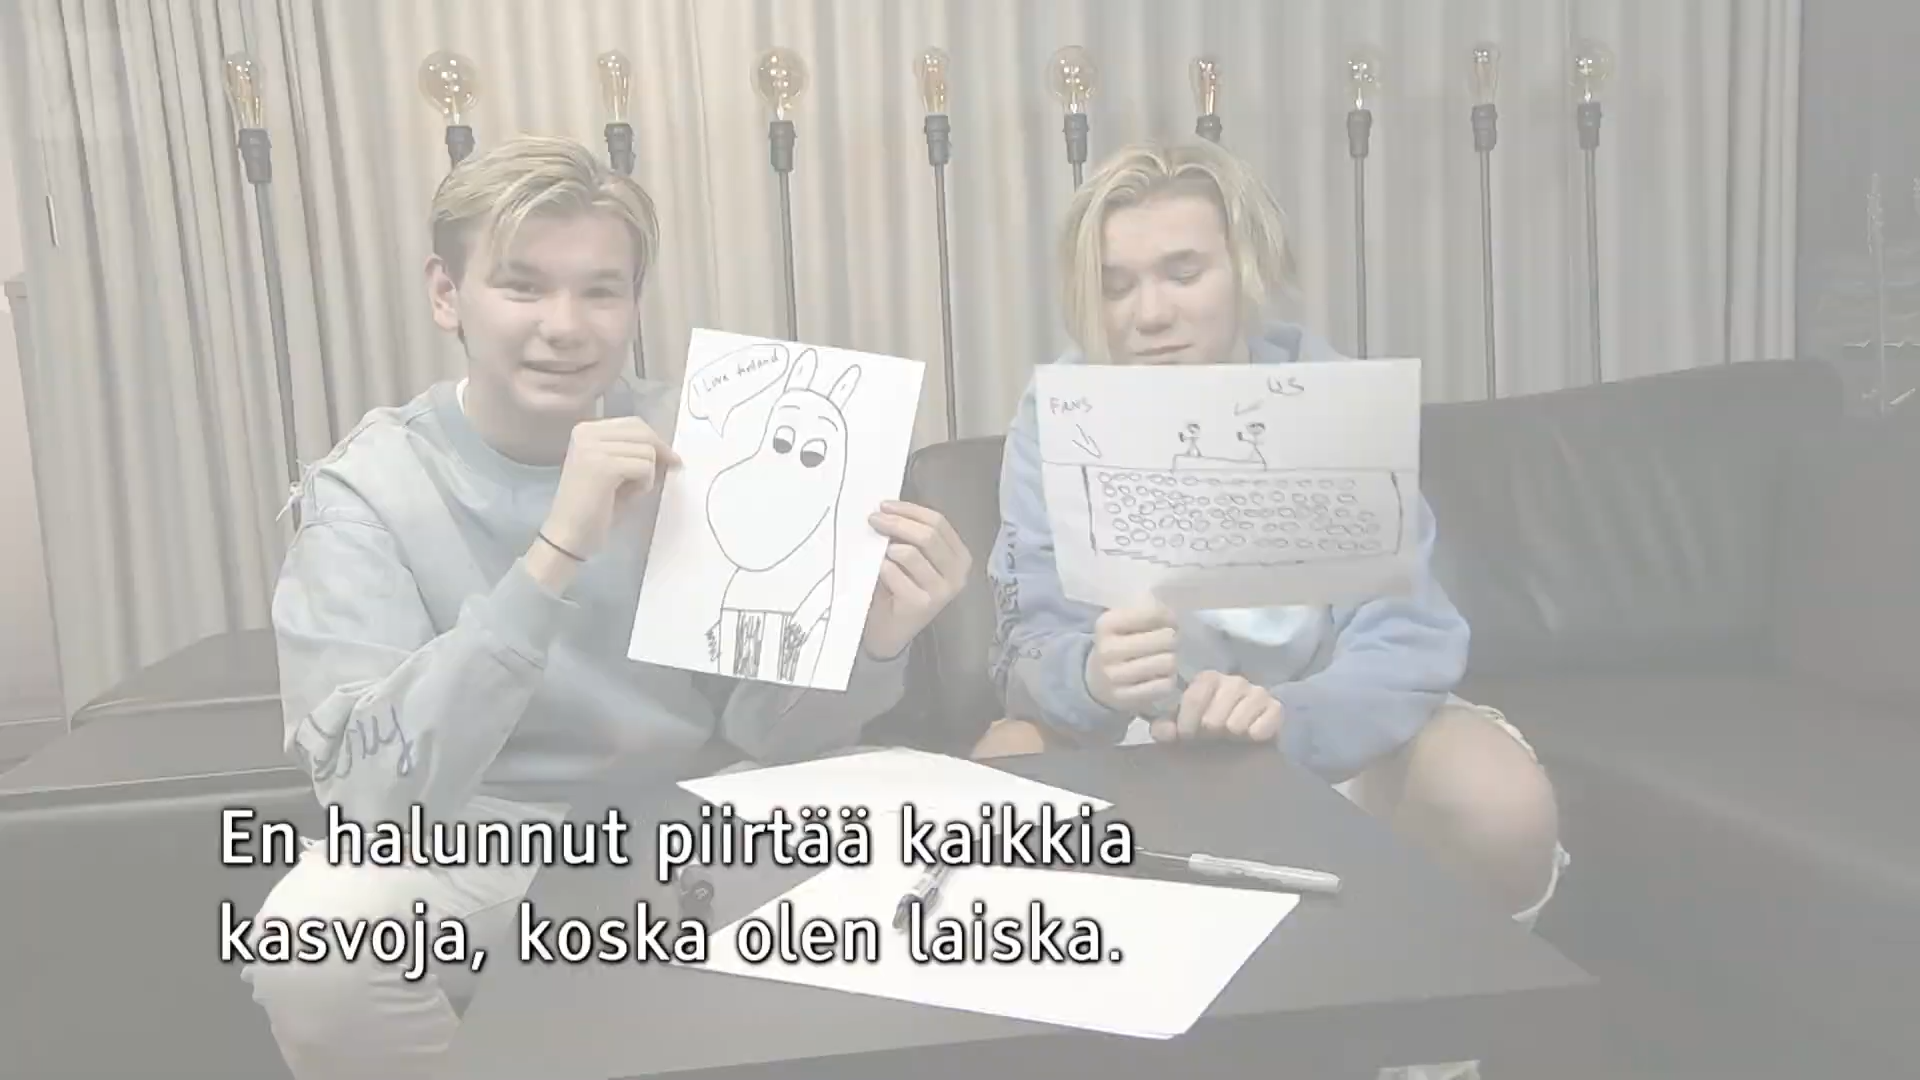 I Love finland
US
FANS
En halunnut piirtää kaikkia
kasvoja, koska olen laiska.